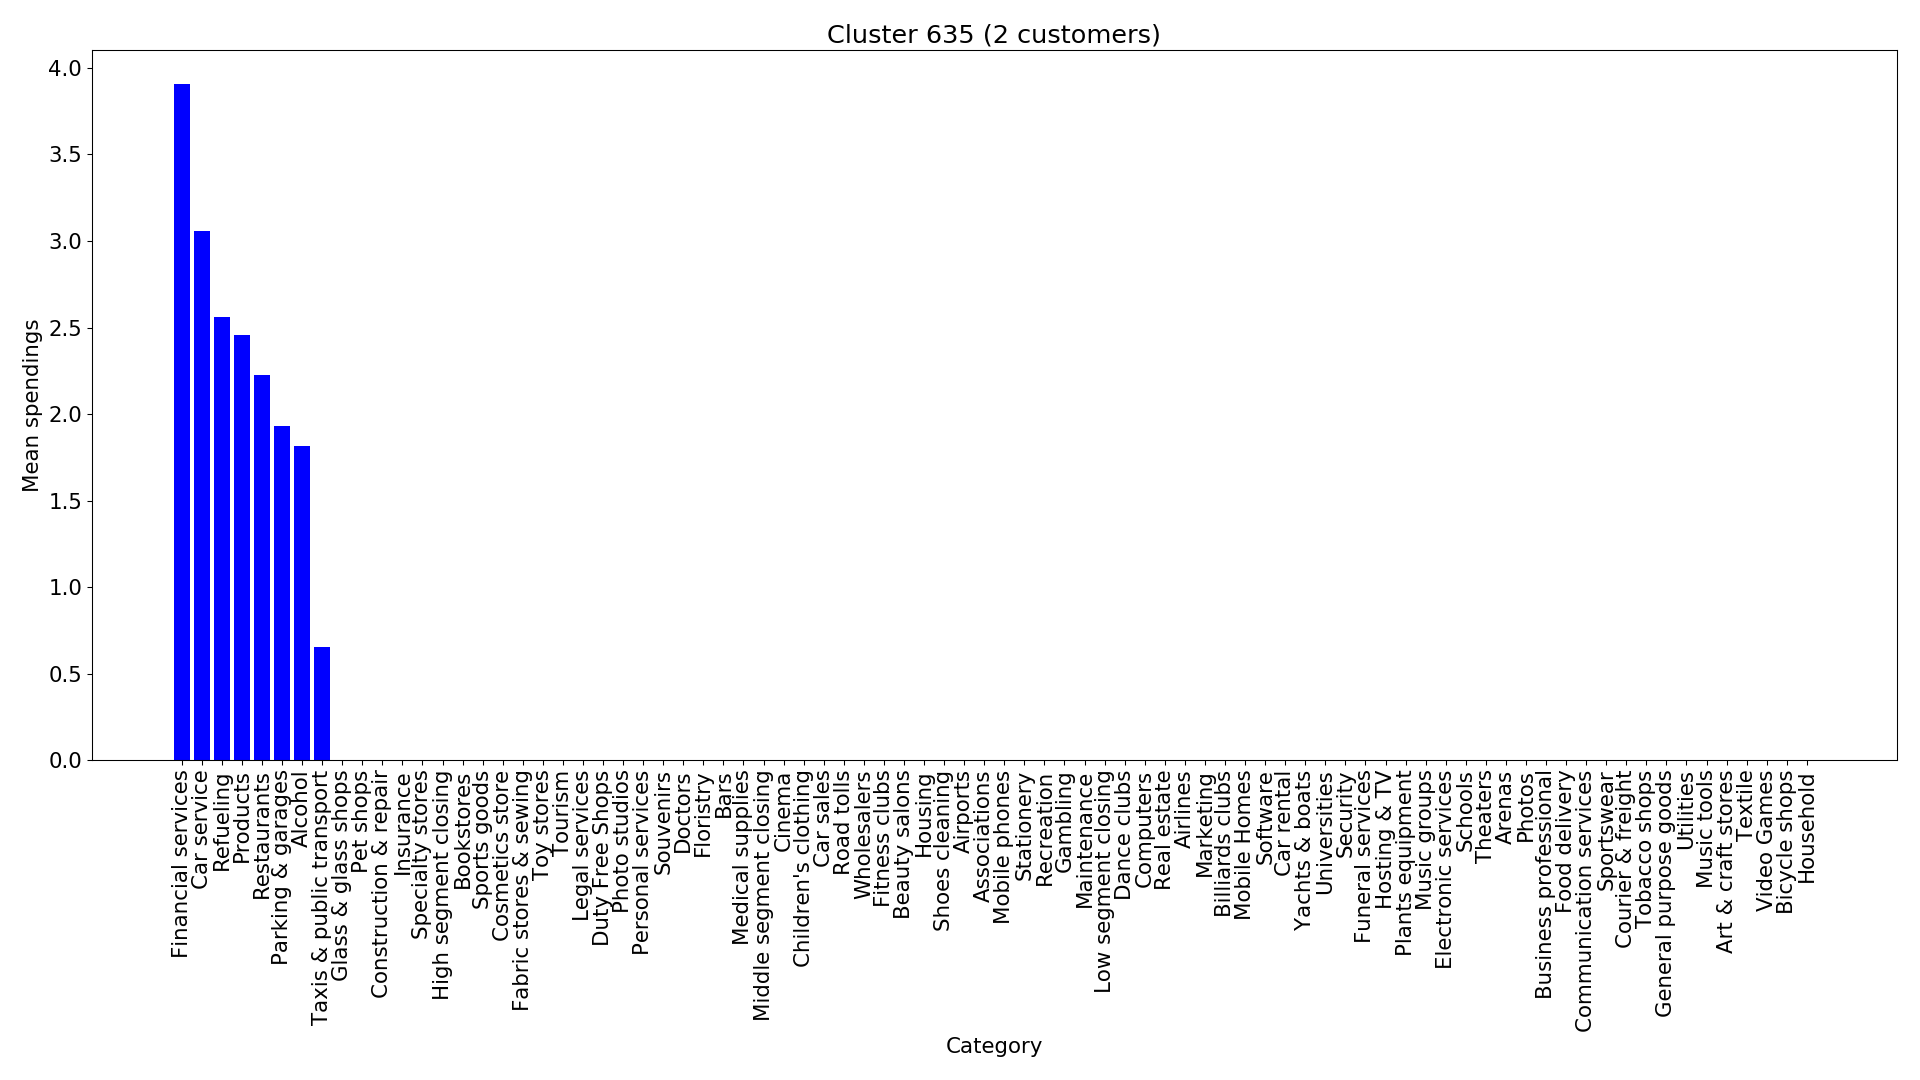 Cluster 635 (2 customers)
4.0
3.5
3.0
2.5
2.0
1.5
1.0
0.5
0.0
Mean spendings
Financial services
Car service
Refueling
Products
Restaurants
Parking & garages
Alcohol
Taxis & public transport
Glass & glass shops
Pet shops
Construction & repair
Insurance
Specialty stores
High segment closing
Bookstores
Sports goods
Cosmetics store
Fabric stores & sewing
Toy stores
Tourism
Legal services
Duty Free Shops
Photo studios
Personal services
Souvenirs
Doctors
Floristry
Bars
Medical supplies
Middle segment closing
Cinema
Children's clothing
Car sales
Road tolls
Wholesalers
Fitness clubs
Beauty salons
Housing
Shoes cleaning
Airports
Associations
Mobile phones
Stationery
Recreation
Gambling
Maintenance
Low segment closing
Dance clubs
Computers
Real estate
Airlines
Marketing
Billiards clubs
Mobile Homes
Software
Car rental
Yachts & boats
Universities
Security
Funeral services
Hosting & TV
Plants equipment
Music groups
Electronic services
Schools
Theaters
Arenas
Photos
Business professional
Food delivery
Communication services
Sportswear
Courier & freight
Tobacco shops
General purpose goods
Utilities
Music tools
Art & craft stores
Textile
Video Games
Bicycle shops
Household
Category